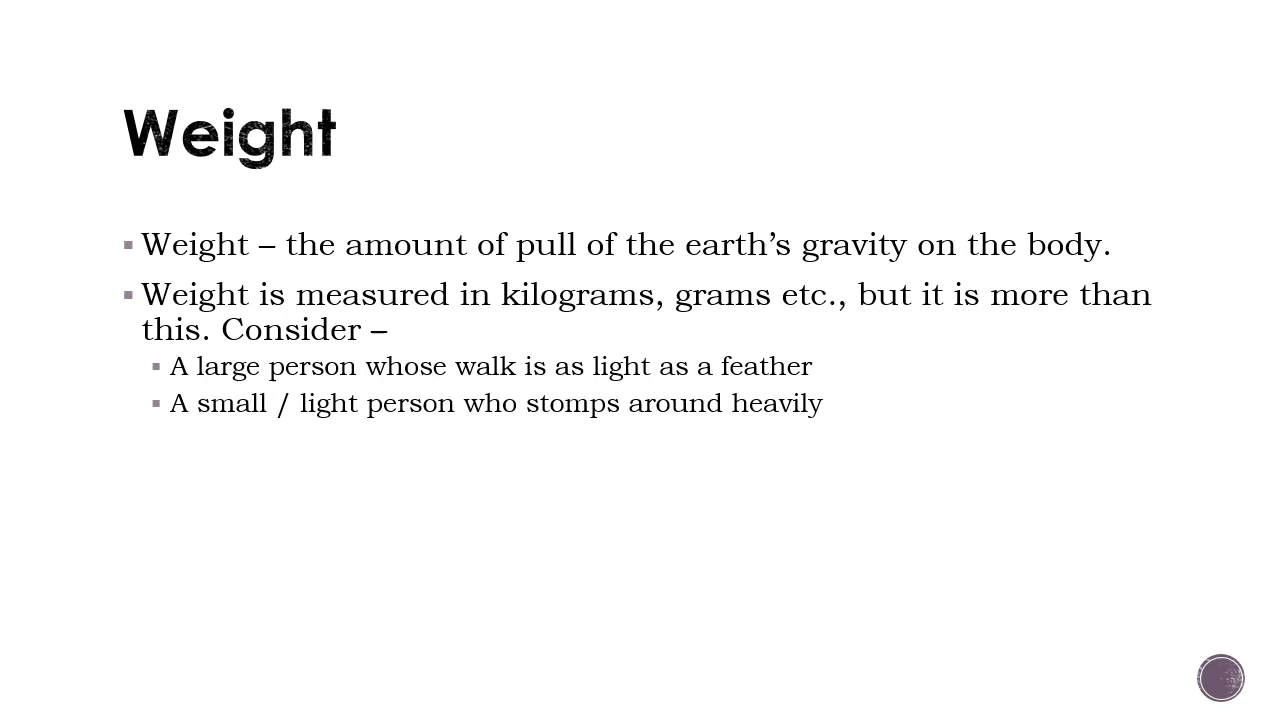 Weight
▪ Weight – the amount of pull of the earth’s gravity on the body.
▪ Weight is measured in kilograms, grams etc., but it is more than
this. Consider –
▪ A large person whose walk is as light as a feather
▪ A small / light person who stomps around heavily